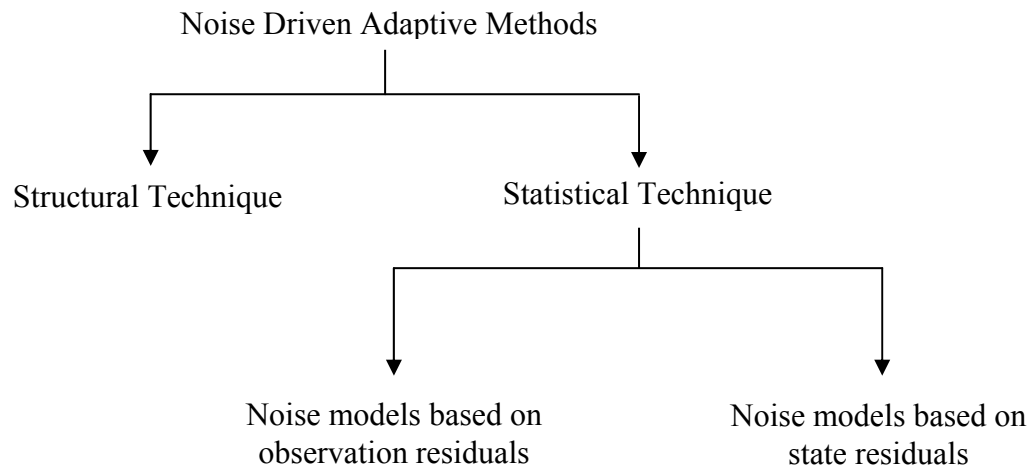 Noise Driven Adaptive Methods
Structural Technique
Statistical Technique
Noise models based on
observation residuals
Noise models based on
state residuals